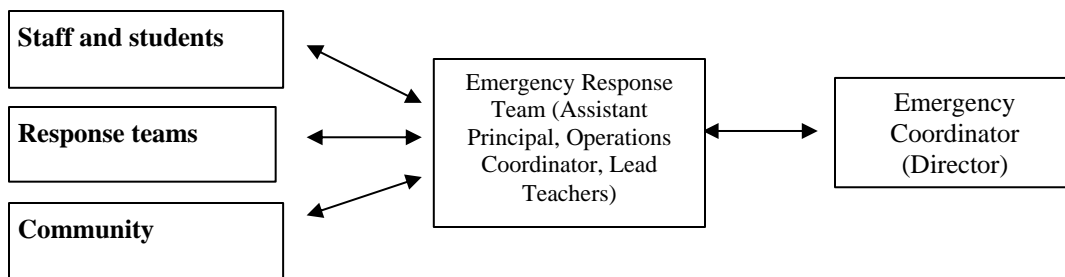 Staff and students
Response teams
Community
Emergency Response
Team (Assistant
Principal, Operations
Coordinator, Lead
Teachers)
Emergency
Coordinator
(Director)